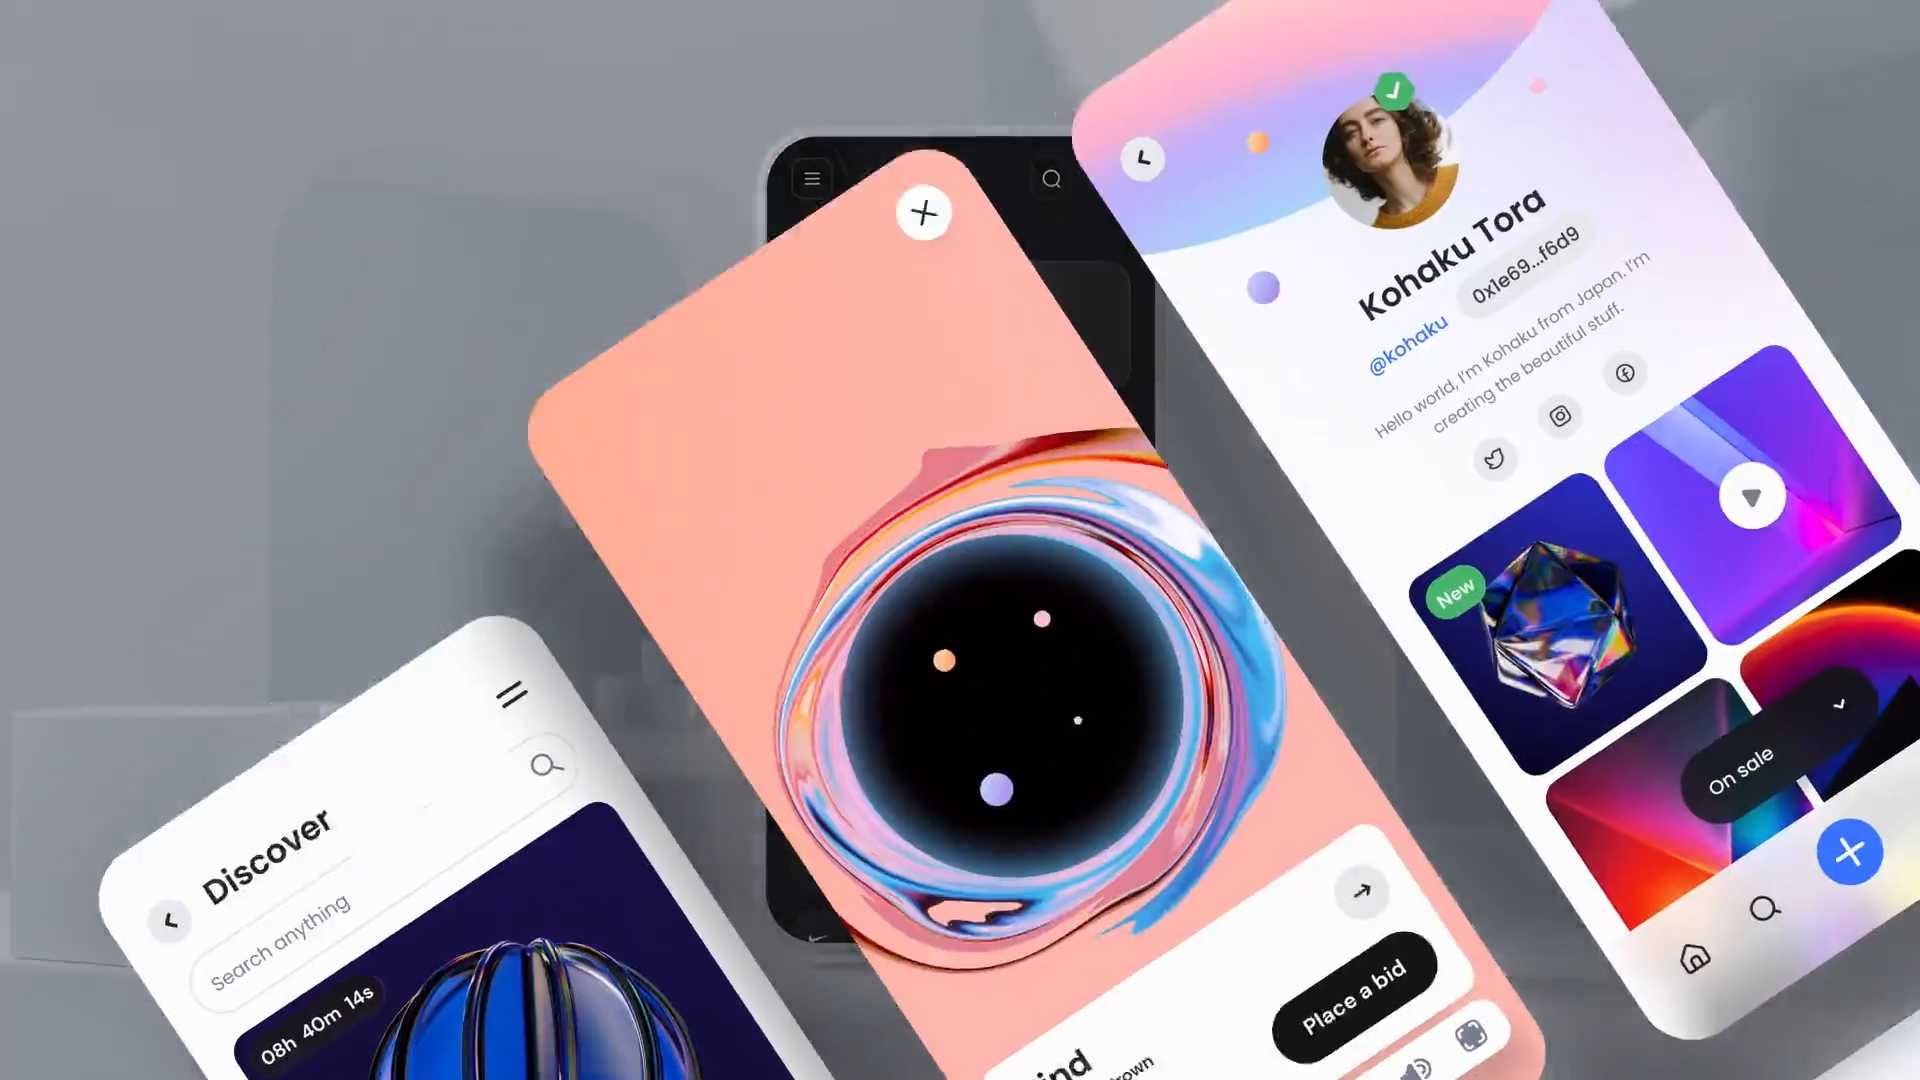 Discover
Search anything
08h 40m 14s
Place a bid
Kohaku Tora
@kohaku
0x1e69...f6d9
Hello world, I'm Kohaku from Japan. I'm
creating the beautiful stuff.
New
On sale